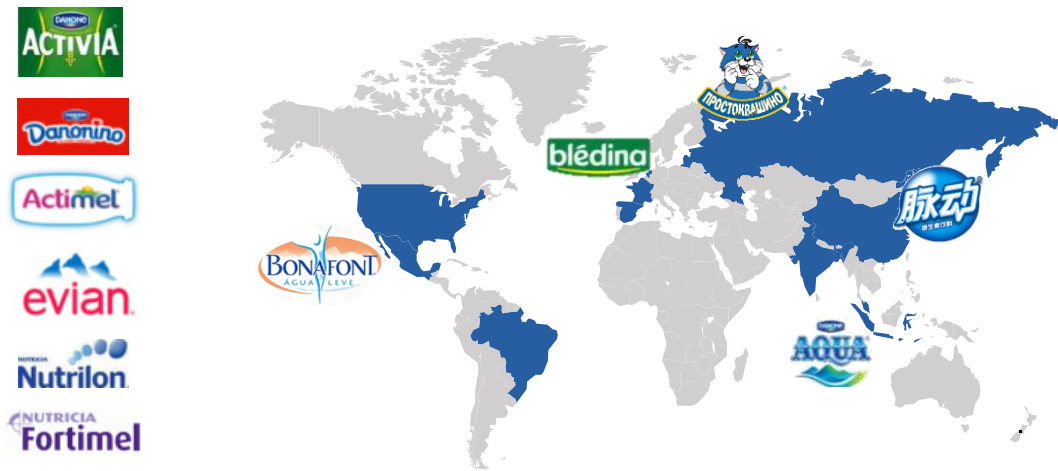 DANONE
ACTIVIA
DANONE
Danonino
Actimel
evian.
NUTRICIA
Nutrilon
NUTRICIA
Fortimel
ПРОСТОКВАШИНО
blédina
脉动
BONAFONT
AGUA LEVE
DANONE
AQUA